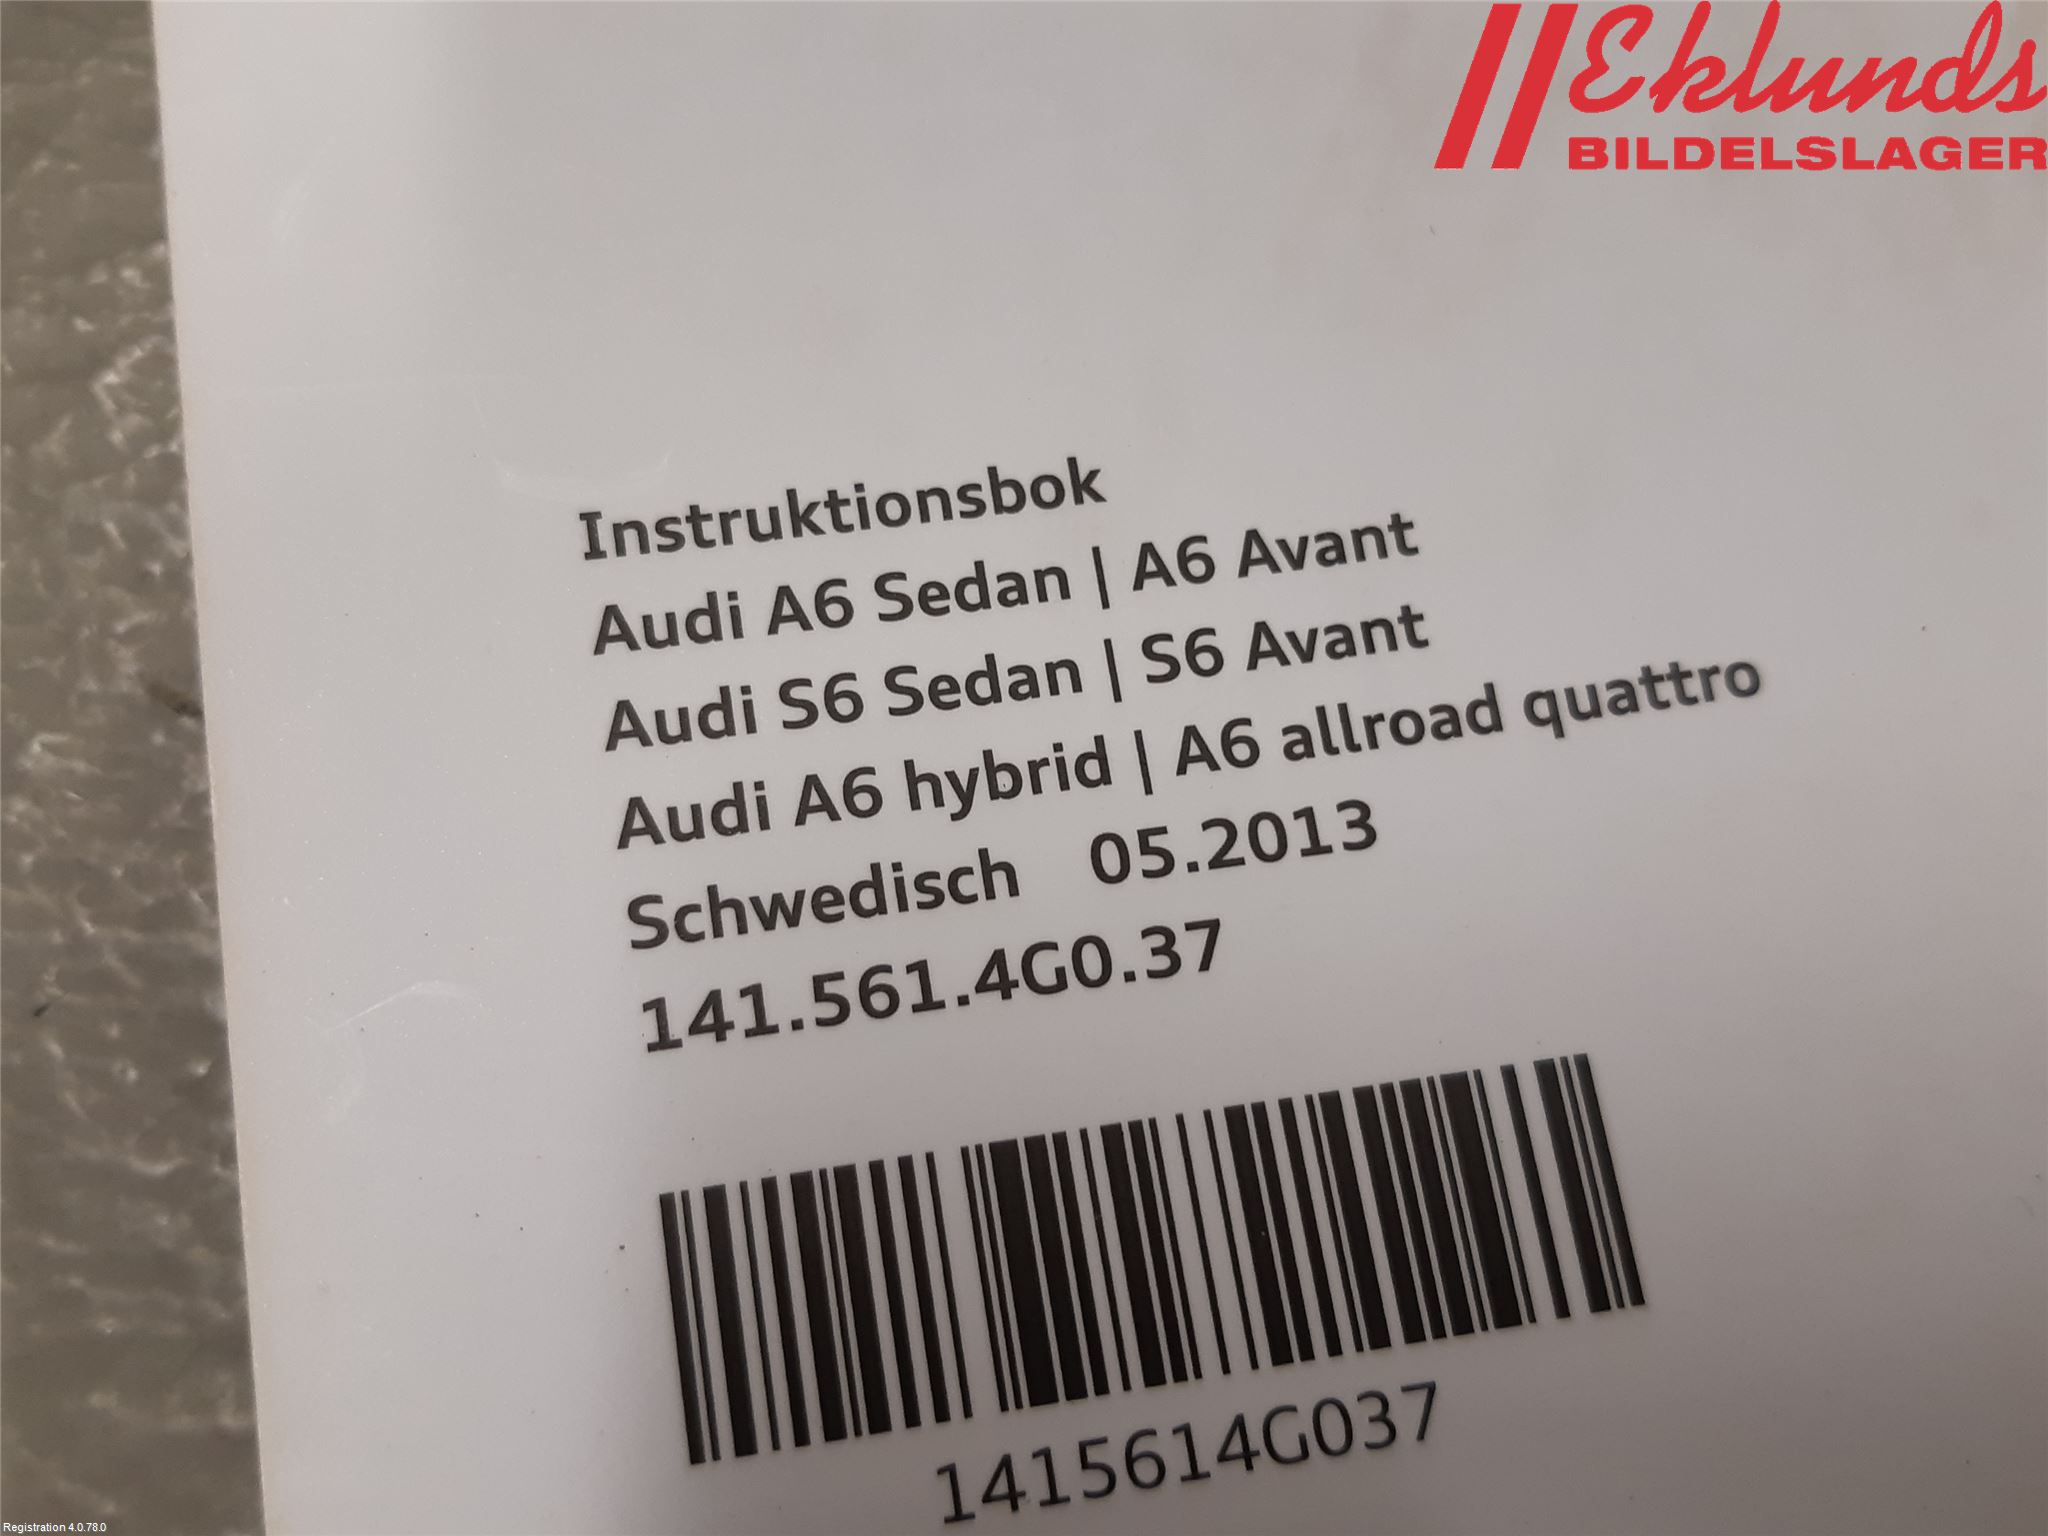 Eklunds
BILDELSLAGER
Instruktionsbok
Audi A6 Sedan | A6 Avant
Audi S6 Sedan | S6 Avant
Audi A6 hybrid | A6 allroad quattro
Schwedisch 05.2013
141.561.4G0.37
1415614G037
Registration 4.0.78.0